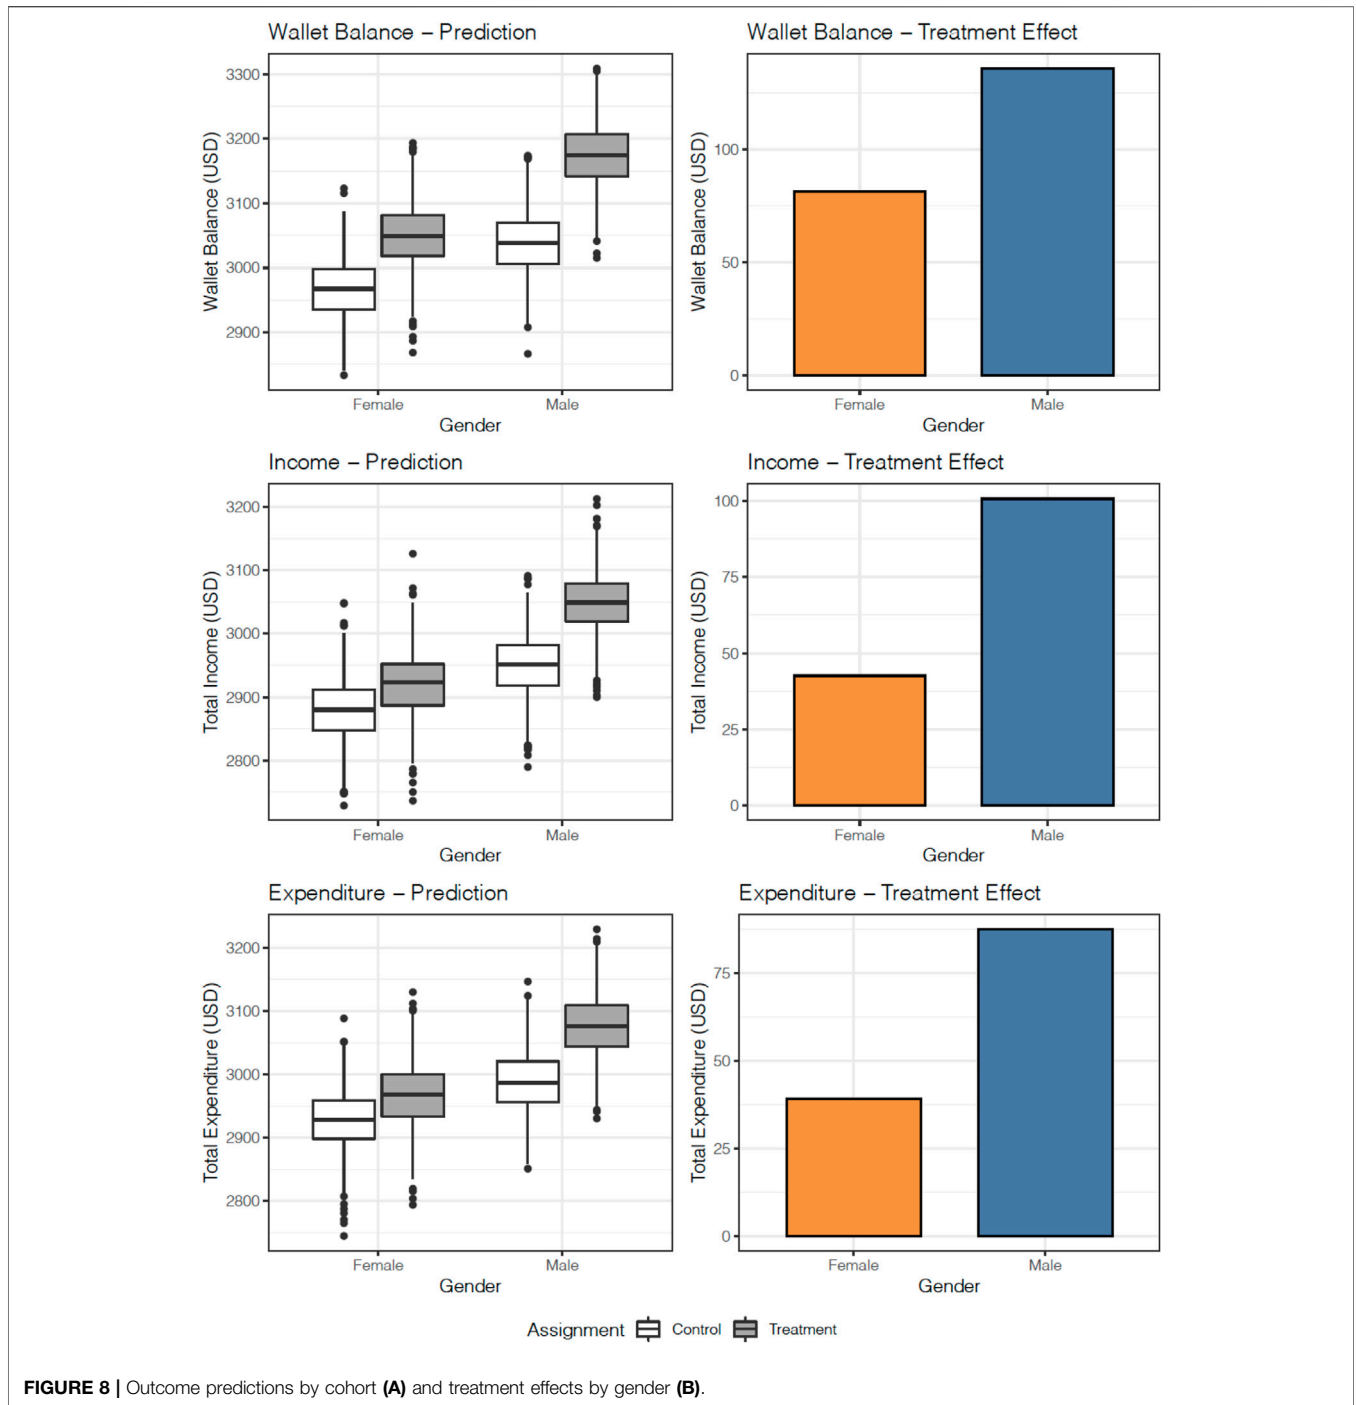 Wallet Balance – Prediction
Wallet Balance (USD)
3300
3200
3100
3000
2900
Female Male
Gender
Wallet Balance – Treatment Effect
Wallet Balance (USD)
100
50
0
Female Male
Gender
Income – Prediction
Total Income (USD)
3200
3100
3000
2900
2800
Female Male
Gender
Income – Treatment Effect
Total Income (USD)
100
75
50
25
0
Female Male
Gender
Expenditure – Prediction
Total Expenditure (USD)
3200
3100
3000
2900
2800
Female Male
Gender
Expenditure – Treatment Effect
Total Expenditure (USD)
75
50
25
0
Female Male
Gender
Assignment Control Treatment
FIGURE 8 | Outcome predictions by cohort (A) and treatment effects by gender (B).